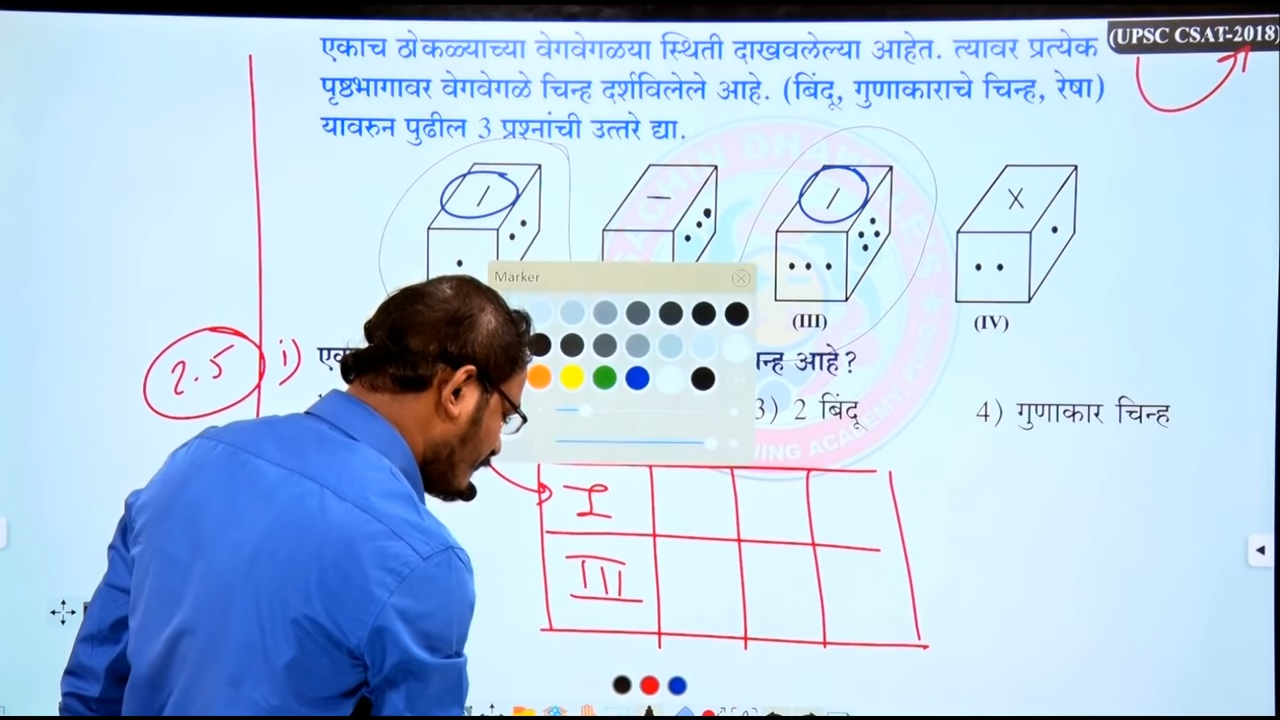 (UPSC CSAT-2018)
एकाच ठोकळ्याच्या वेगवेगळया स्थिती दाखवलेल्या आहेत. त्यावर प्रत्येक
पृष्ठभागावर वेगवेगळे चिन्ह दर्शविलेले आहे. (बिंदू, गुणाकाराचे चिन्ह, रेषा)
यावरुन पुढील 3 प्रश्नांची उत्तरे द्या.
Marker
(III) (IV)
2.5 i) न्ह आहे?
3) 2 बिंदू 4) गुणाकार चिन्ह
I
III